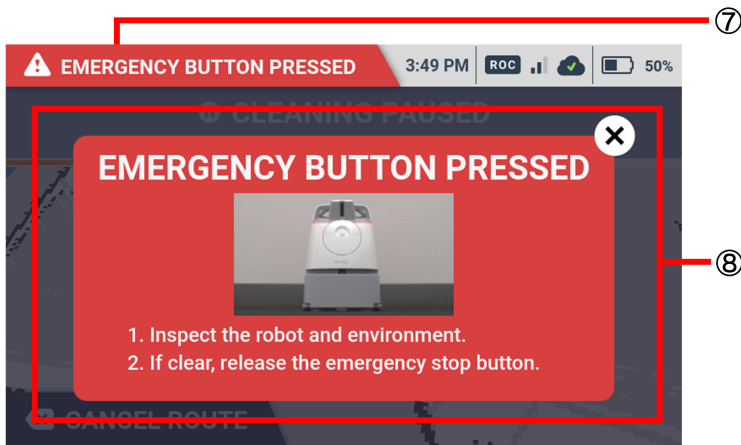 ⑦
EMERGENCY BUTTON PRESSED
3:49 PM
ROC
50%
CLEANING PAUSED
EMERGENCY BUTTON PRESSED
⑧
1. Inspect the robot and environment.
2. If clear, release the emergency stop button.
CANCEL ROUTE